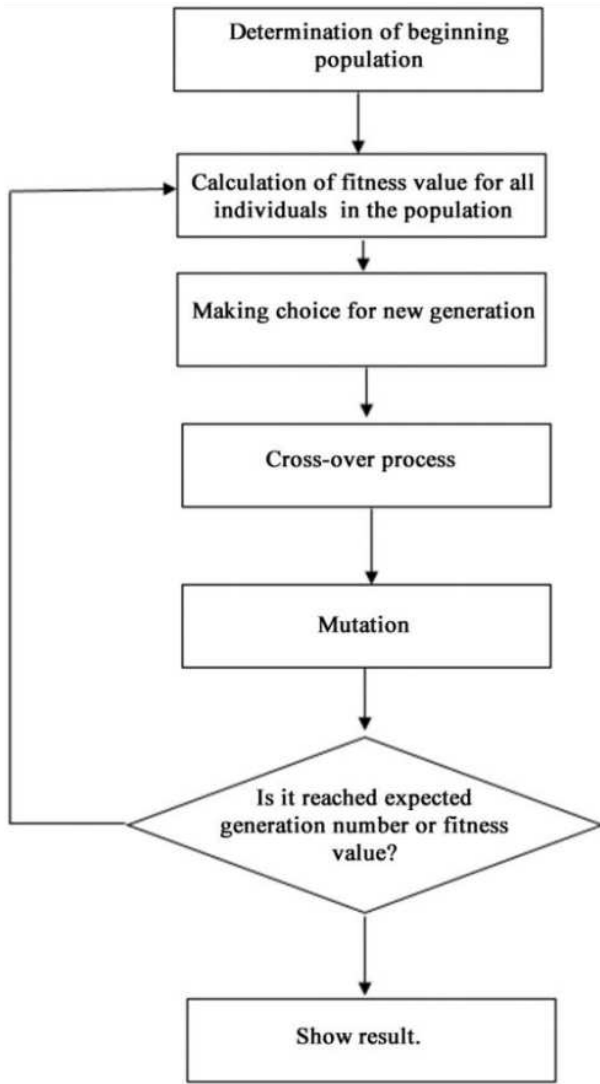 Determination of beginning
population
Calculation of fitness value for all
individuals in the population
Making choice for new generation
Cross-over process
Mutation
Is it reached expected
generation number or fitness
value?
Show result.